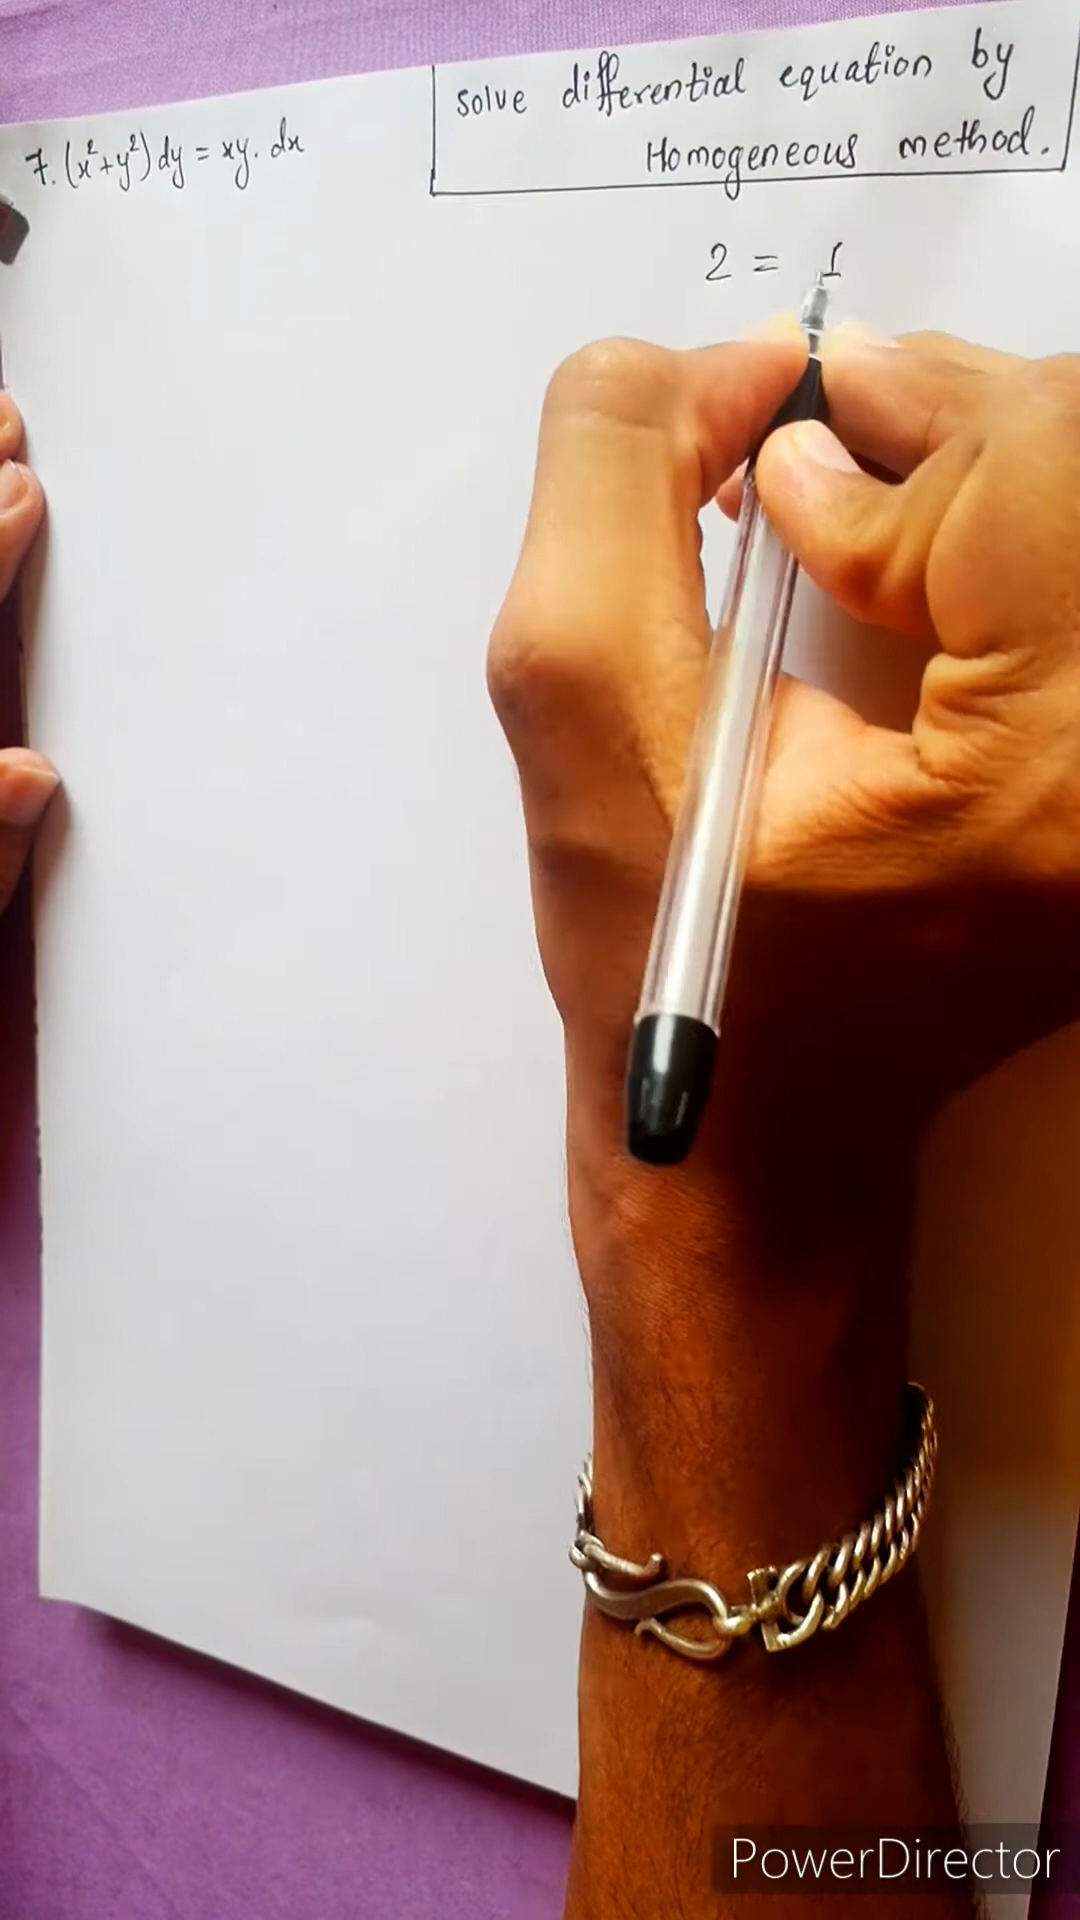 solve differential equation by
Homogeneous method.
7. (x²+y²) dy = xy. dx
2 = 1
PowerDirector